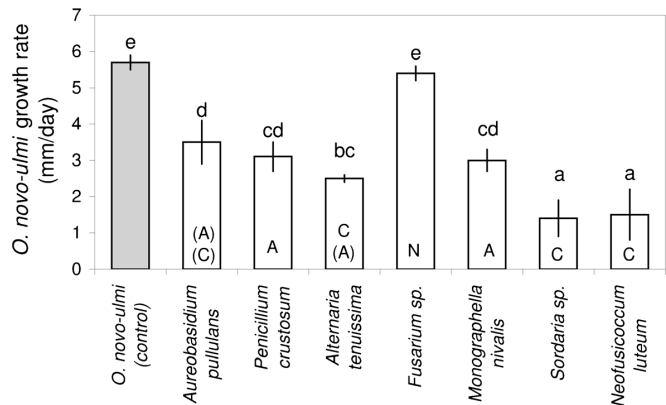 O. novo-ulmi growth rate
(mm/day)
7
6
5
4
3
2
1
0
e
d
cd
bc
e
cd
a
a
(A)
(C)
A
C
(A)
N
A
C
C
O. novo-ulmi
(control)
Aureobasidium
pullulans
Penicillium
crustosum
Alternaria
tenuissima
Fusarium sp.
Monographella
nivalis
Sordaria sp.
Neofusicoccum
luteum